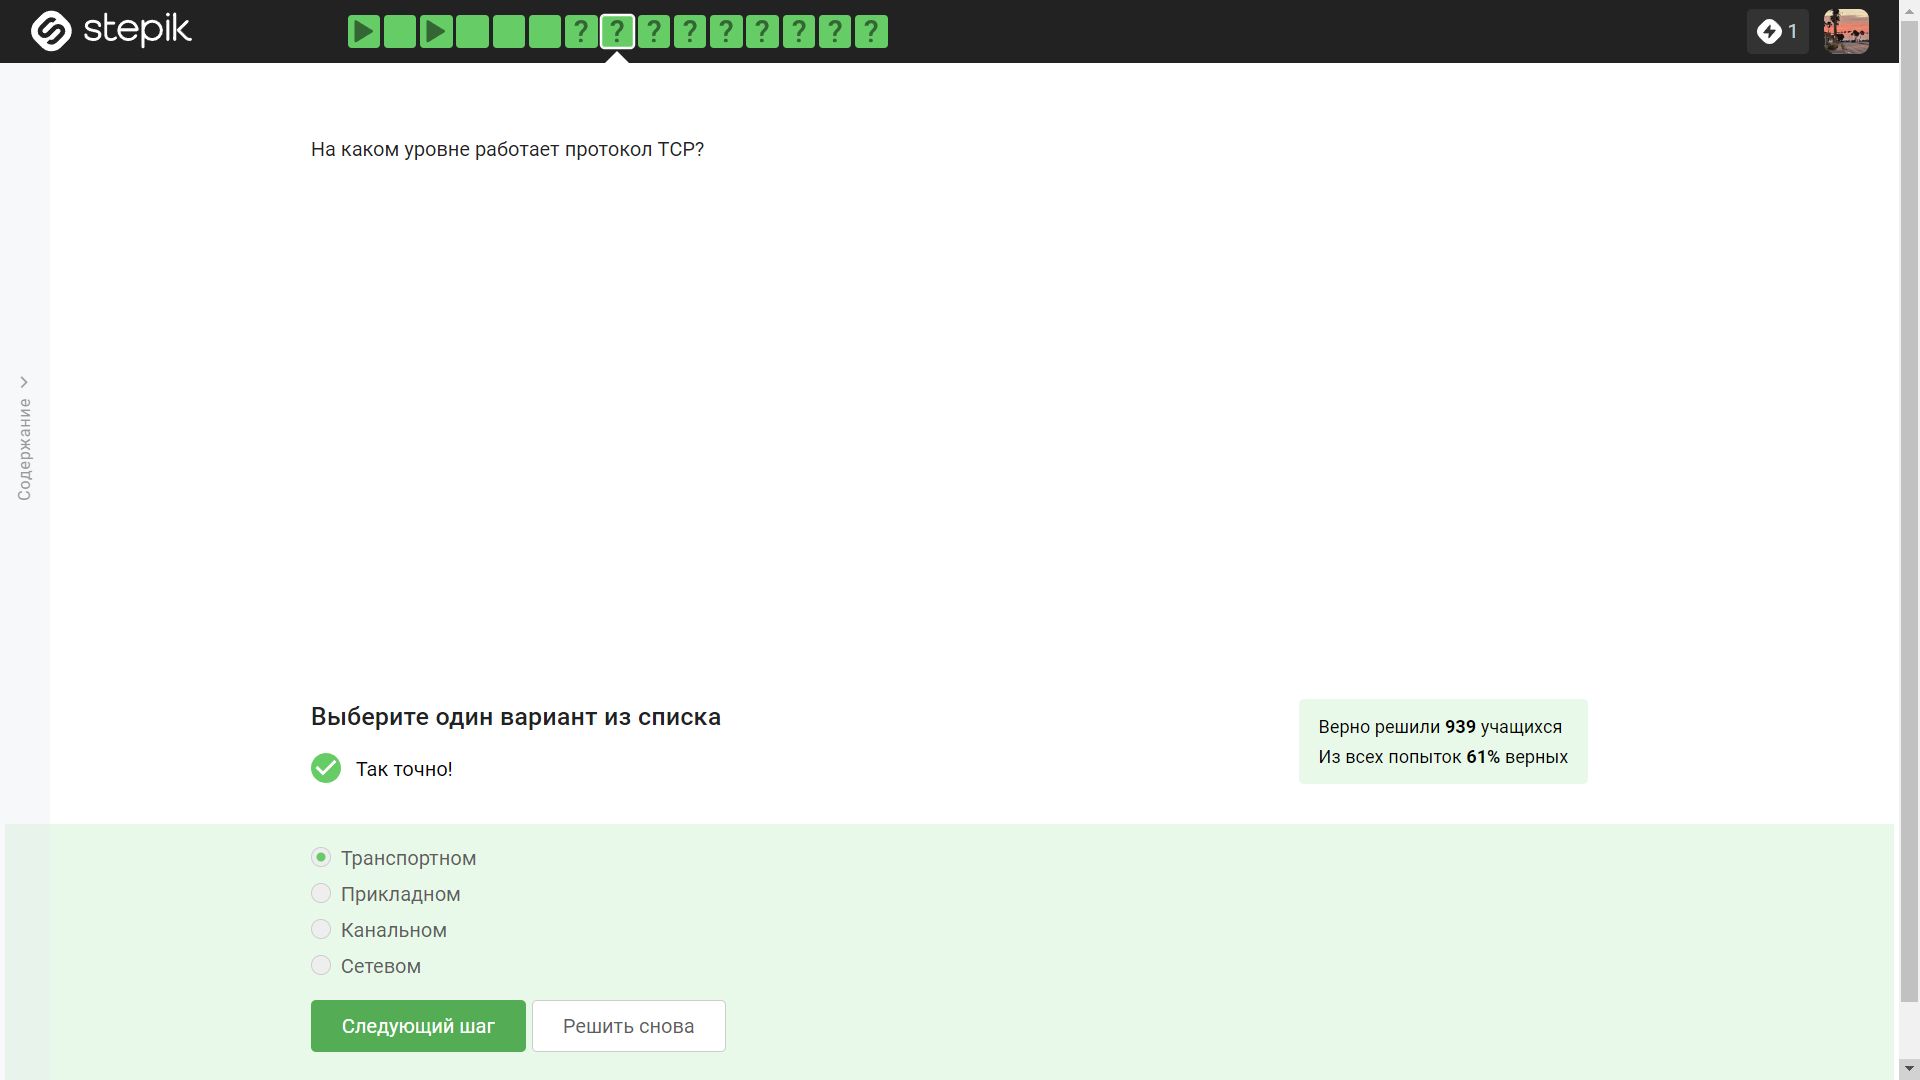 stepik
? ? ? ? ? ? ? ? ?
1
На каком уровне работает протокол TCP?
Содержание
Выберите один вариант из списка
Так точно!
Верно решили 939 учащихся
Из всех попыток 61% верных
Транспортном
Прикладном
Канальном
Сетевом
Следующий шаг
Решить снова